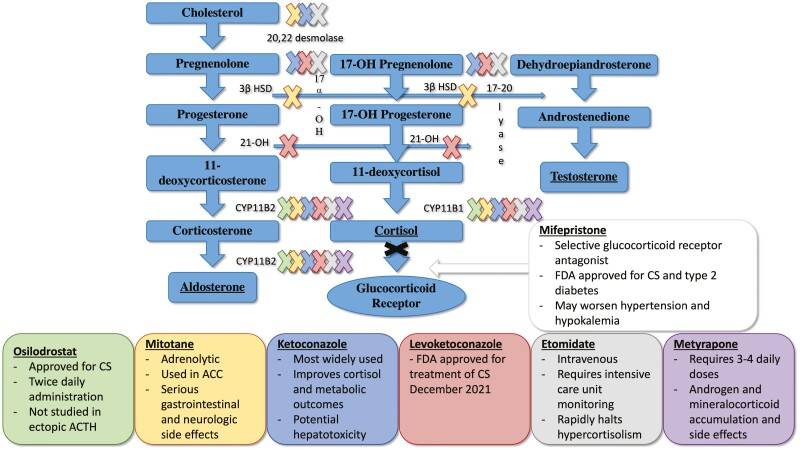 Cholesterol
20,22 desmolase
Pregnenolone
17-OH Pregnenolone
Dehydroepiandrosterone
17
α
-
OH
3β HSD
3β HSD
17-20
l
y
a
s
e
Progesterone
17-OH Progesterone
Androstenedione
21-OH
21-OH
11-
deoxycorticosterone
11-deoxycortisol
Testosterone
CYP11B2
CYP11B1
Corticosterone
Cortisol
CYP11B2
Aldosterone
Glucocorticoid
Receptor
Mifepristone
- Selective glucocorticoid receptor
antagonist
- FDA approved for CS and type 2
diabetes
- May worsen hypertension and
hypokalemia
Osilodrostat
- Approved for CS
- Twice daily
administration
- Not studied in
ectopic ACTH
Mitotane
- Adrenolytic
- Used in ACC
- Serious
gastrointestinal
and neurologic
side effects
Ketoconazole
- Most widely used
- Improves cortisol
and metabolic
outcomes
- Potential
hepatotoxicity
Levoketoconazole
- FDA approved for
treatment of CS
December 2021
Etomidate
- Intravenous
- Requires intensive
care unit
monitoring
- Rapidly halts
hypercortisolism
Metyrapone
- Requires 3-4 daily
doses
- Androgen and
mineralocorticoid
accumulation and
side effects